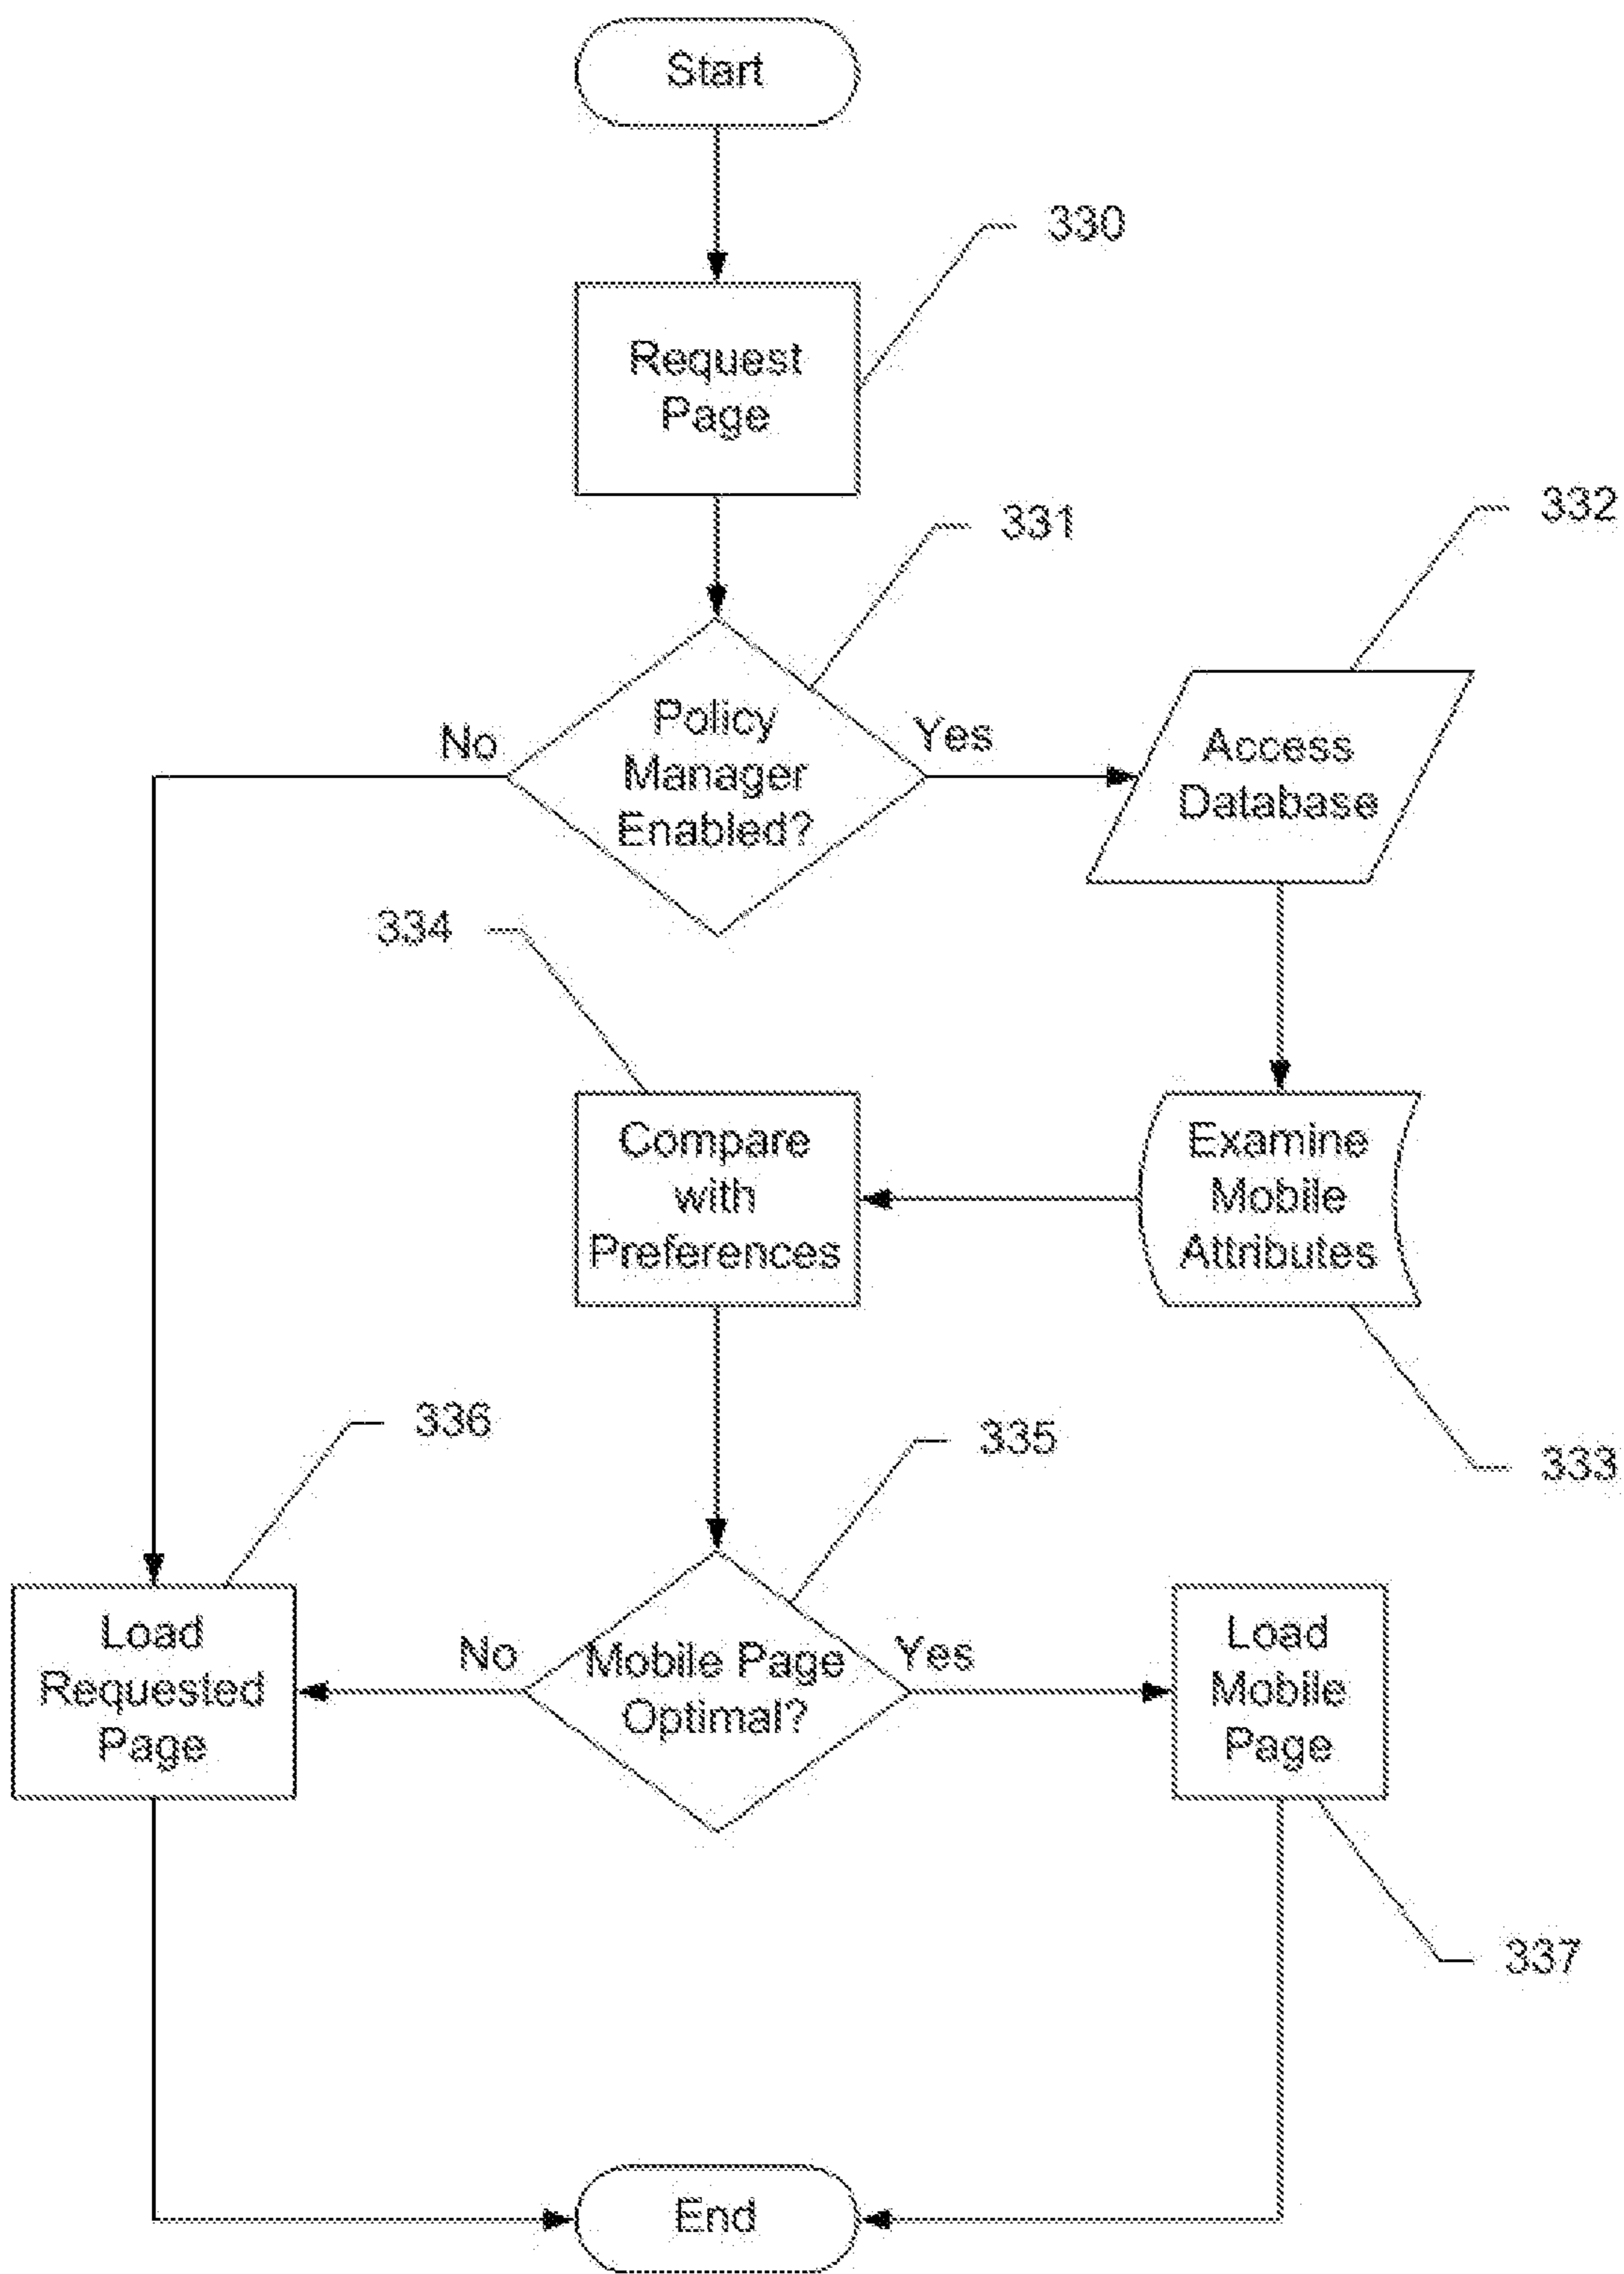 Start
330
Request
Page
331
332
No
Policy
Manager
Enabled?
Yes
Access
Database
334
Compare
with
Preferences
Examine
Mobile
Attributes
336
335
333
Load
Requested
Page
No
Mobile Page
Optimal?
Yes
Load
Mobile
Page
337
End